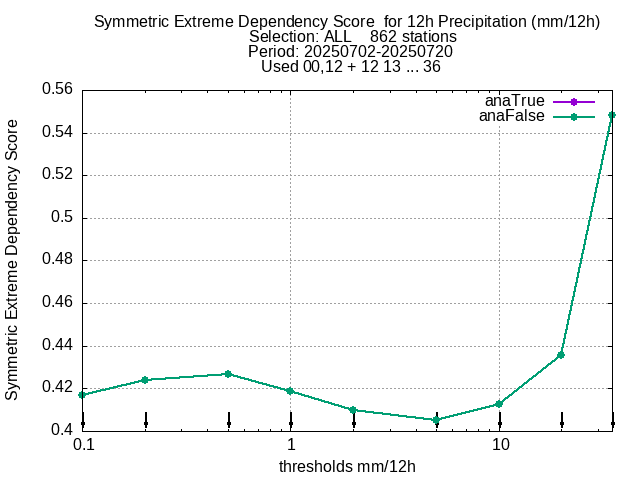 Symmetric Extreme Dependency Score  for 12h Precipitation (mm/12h)
Selection: ALL    862 stations
Period: 20250702-20250720
Used 00,12 + 12 13 ... 36
anaTrue
anaFalse
Symmetric Extreme Dependency Score
0.56
0.54
0.52
0.5
0.48
0.46
0.44
0.42
0.4
0.1
1
10
thresholds mm/12h